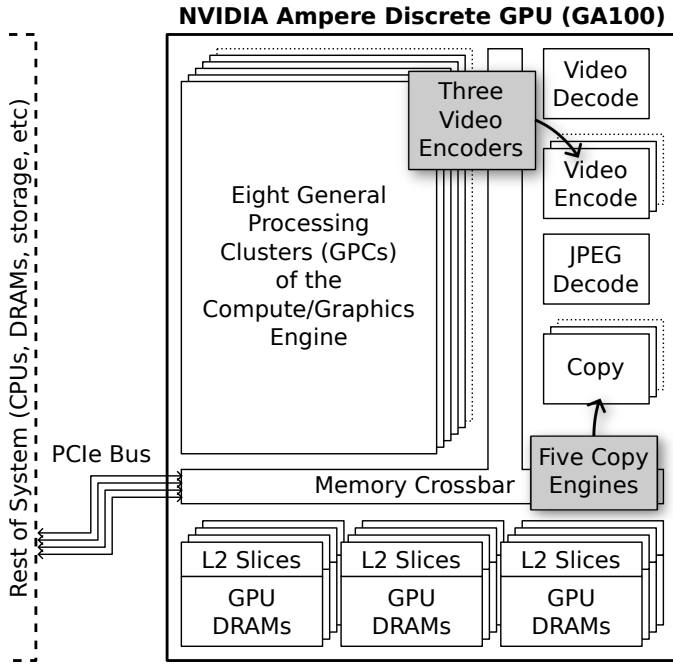 NVIDIA Ampere Discrete GPU (GA100)
Rest of System (CPUs, DRAMs, storage, etc)
PCIe Bus
Eight General
Processing
Clusters (GPCs)
of the
Compute/Graphics
Engine
Three
Video
Encoders
Video
Decode
Video
Encode
JPEG
Decode
Copy
Five Copy
Engines
Memory Crossbar
L2 Slices
GPU
DRAMs
L2 Slices
GPU
DRAMs
L2 Slices
GPU
DRAMs